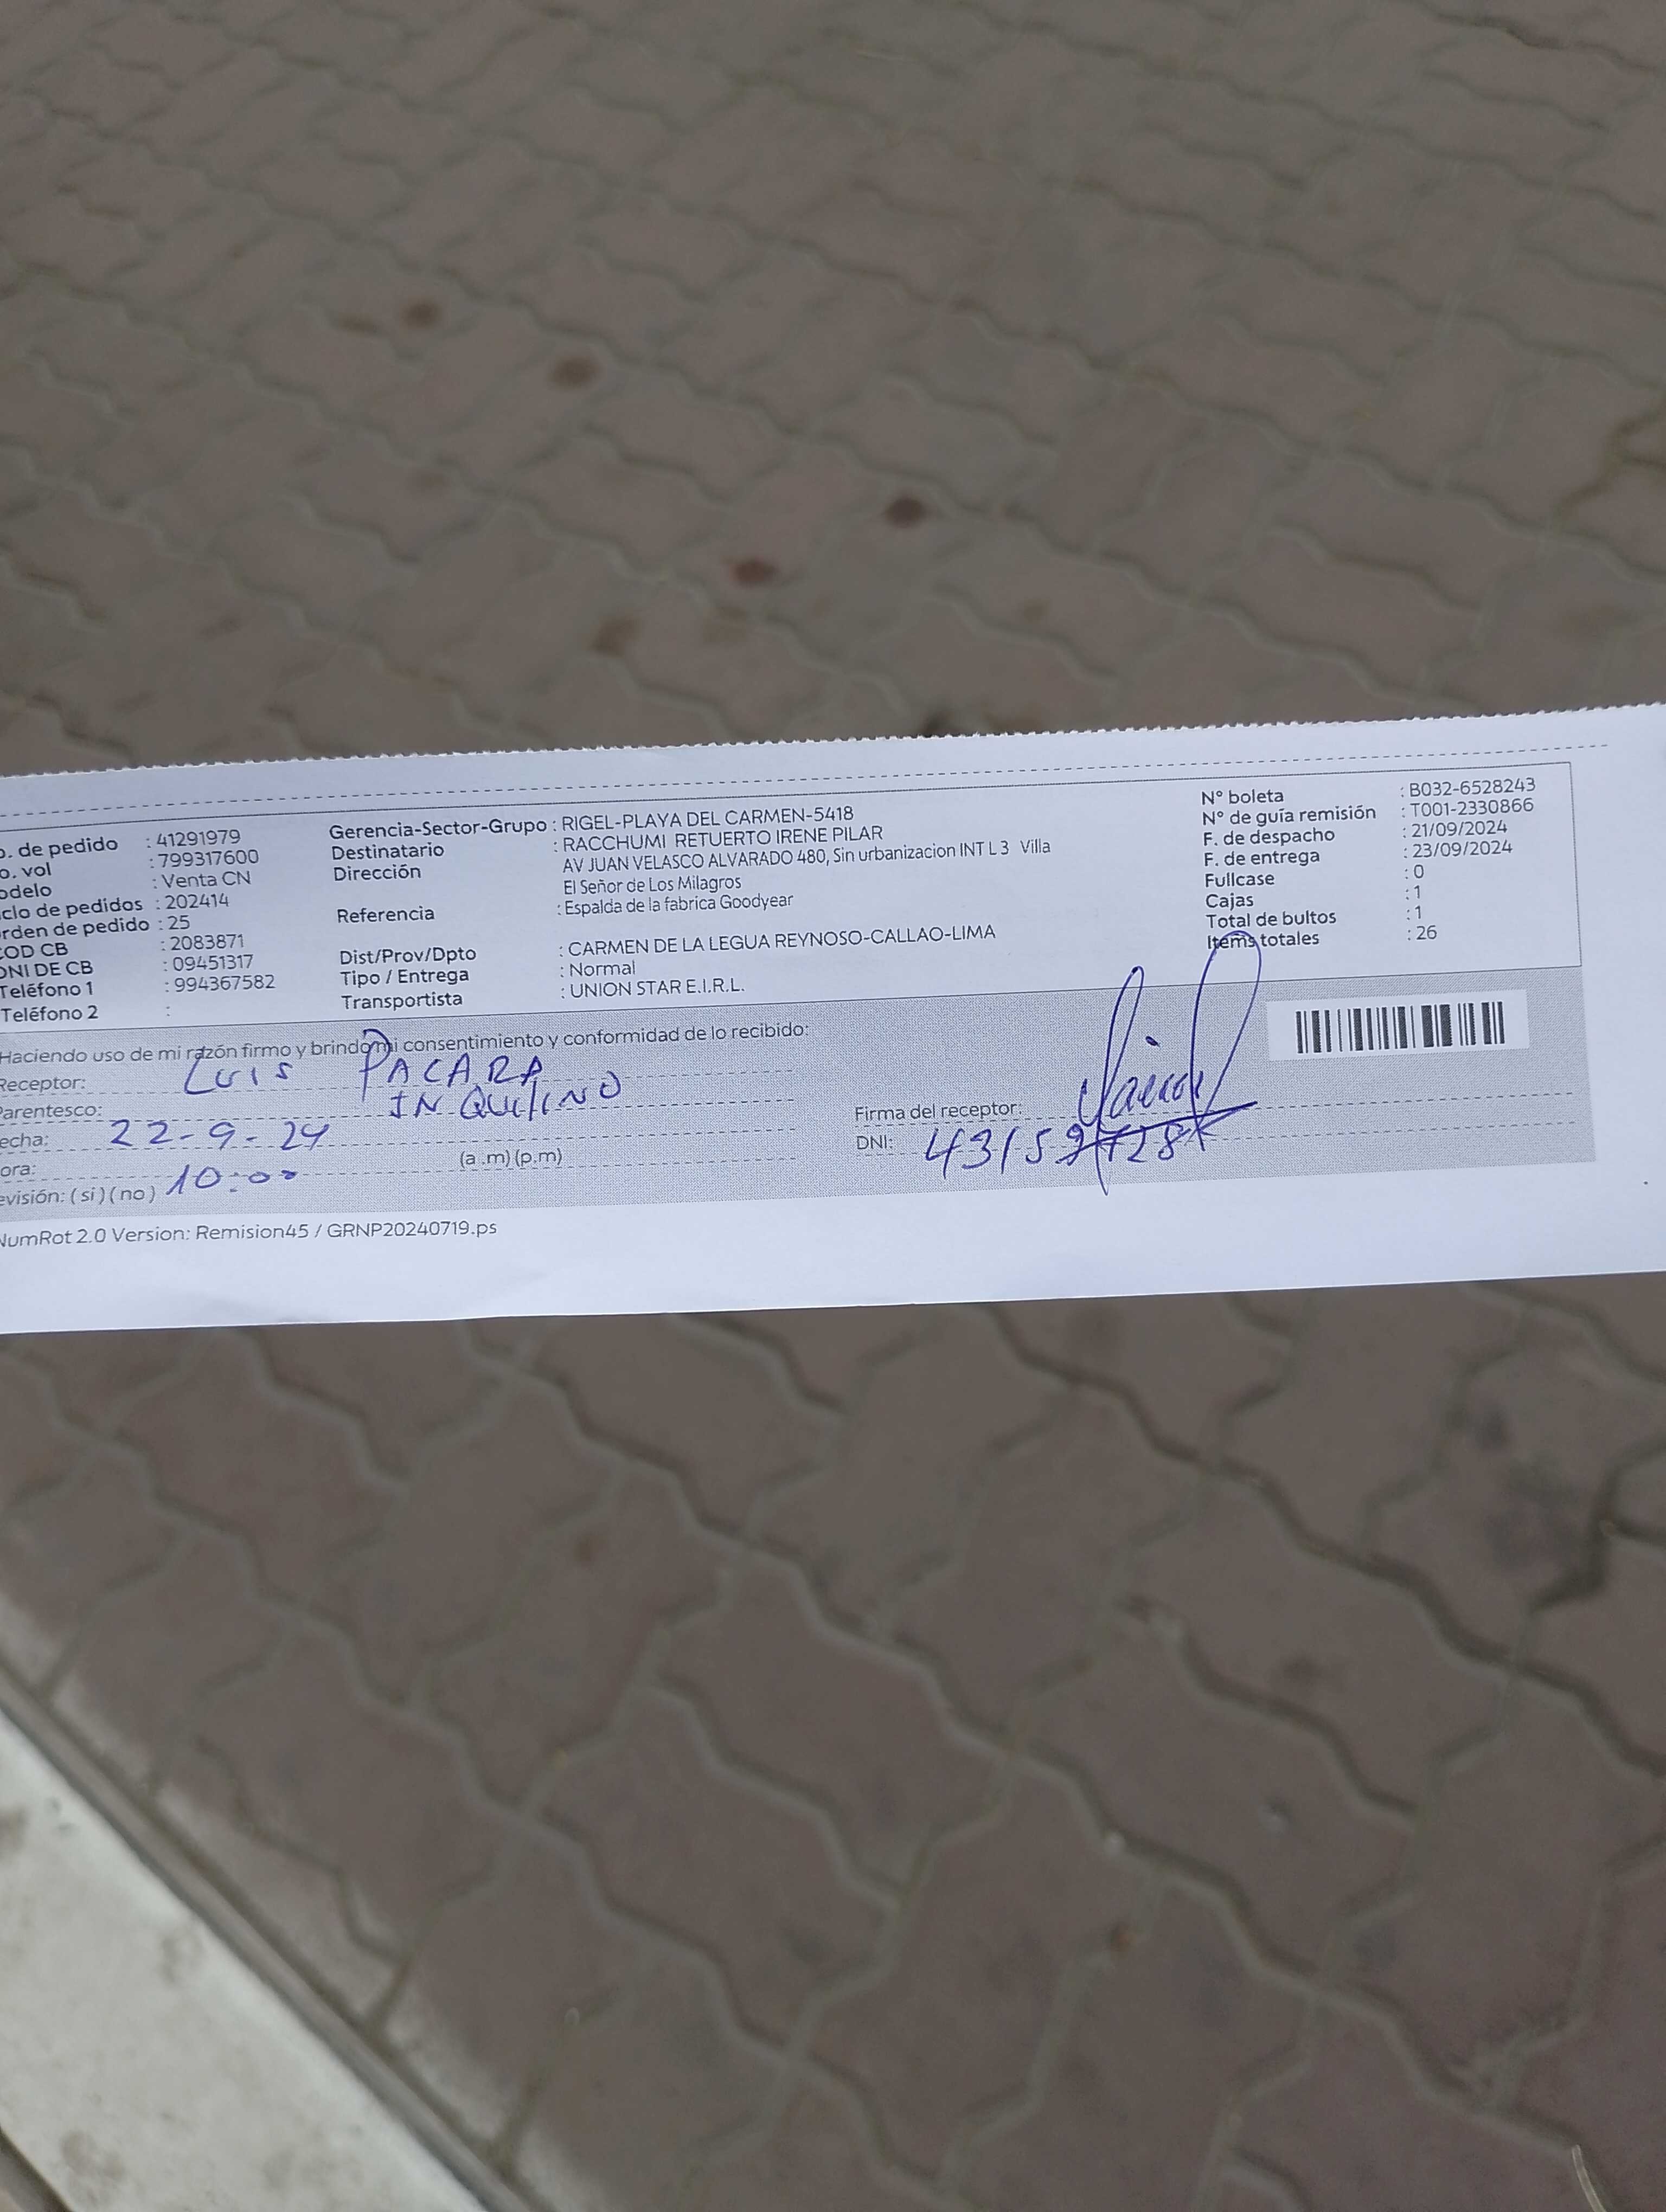 o. de pedido : 41291979
o. vol : 799317600
odelo : Venta CN
clo de pedidos : 202414
rden de pedido : 25
COD CB : 2083871
DNI DE CB : 09451317
Teléfono 1 : 994367582
Teléfono 2 :
Gerencia-Sector-Grupo : RIGEL-PLAYA DEL CARMEN-5418
Destinatario : RACCHUMI RETUERTO IRENE PILAR
Dirección AV JUAN VELASCO ALVARADO 480, Sin urbanizacion INT L 3 Villa
El Señor de Los Milagros
Referencia : Espalda de la fabrica Goodyear
Dist/Prov/Dpto : CARMEN DE LA LEGUA REYNOSO-CALLAO-LIMA
Tipo / Entrega : Normal
Transportista : UNION STAR E.I.R.L.
N° boleta : B032-6528243
N° de guía remisión : T001-2330866
F. de despacho : 21/09/2024
F. de entrega : 23/09/2024
Fullcase : 0
Cajas : 1
Total de bultos : 1
Items totales : 26
Haciendo uso de mi razón firmo y brindo mi consentimiento y conformidad de lo recibido:
Receptor: LUIS PACARA
Parentesco: INQUILINO
echa: 22-9-24
ora: 10:00 (a .m) (p.m)
evisión: ( si ) ( no )
Firma del receptor:
DNI:
NumRot 2.0 Version: Remision45 / GRNP20240719.ps